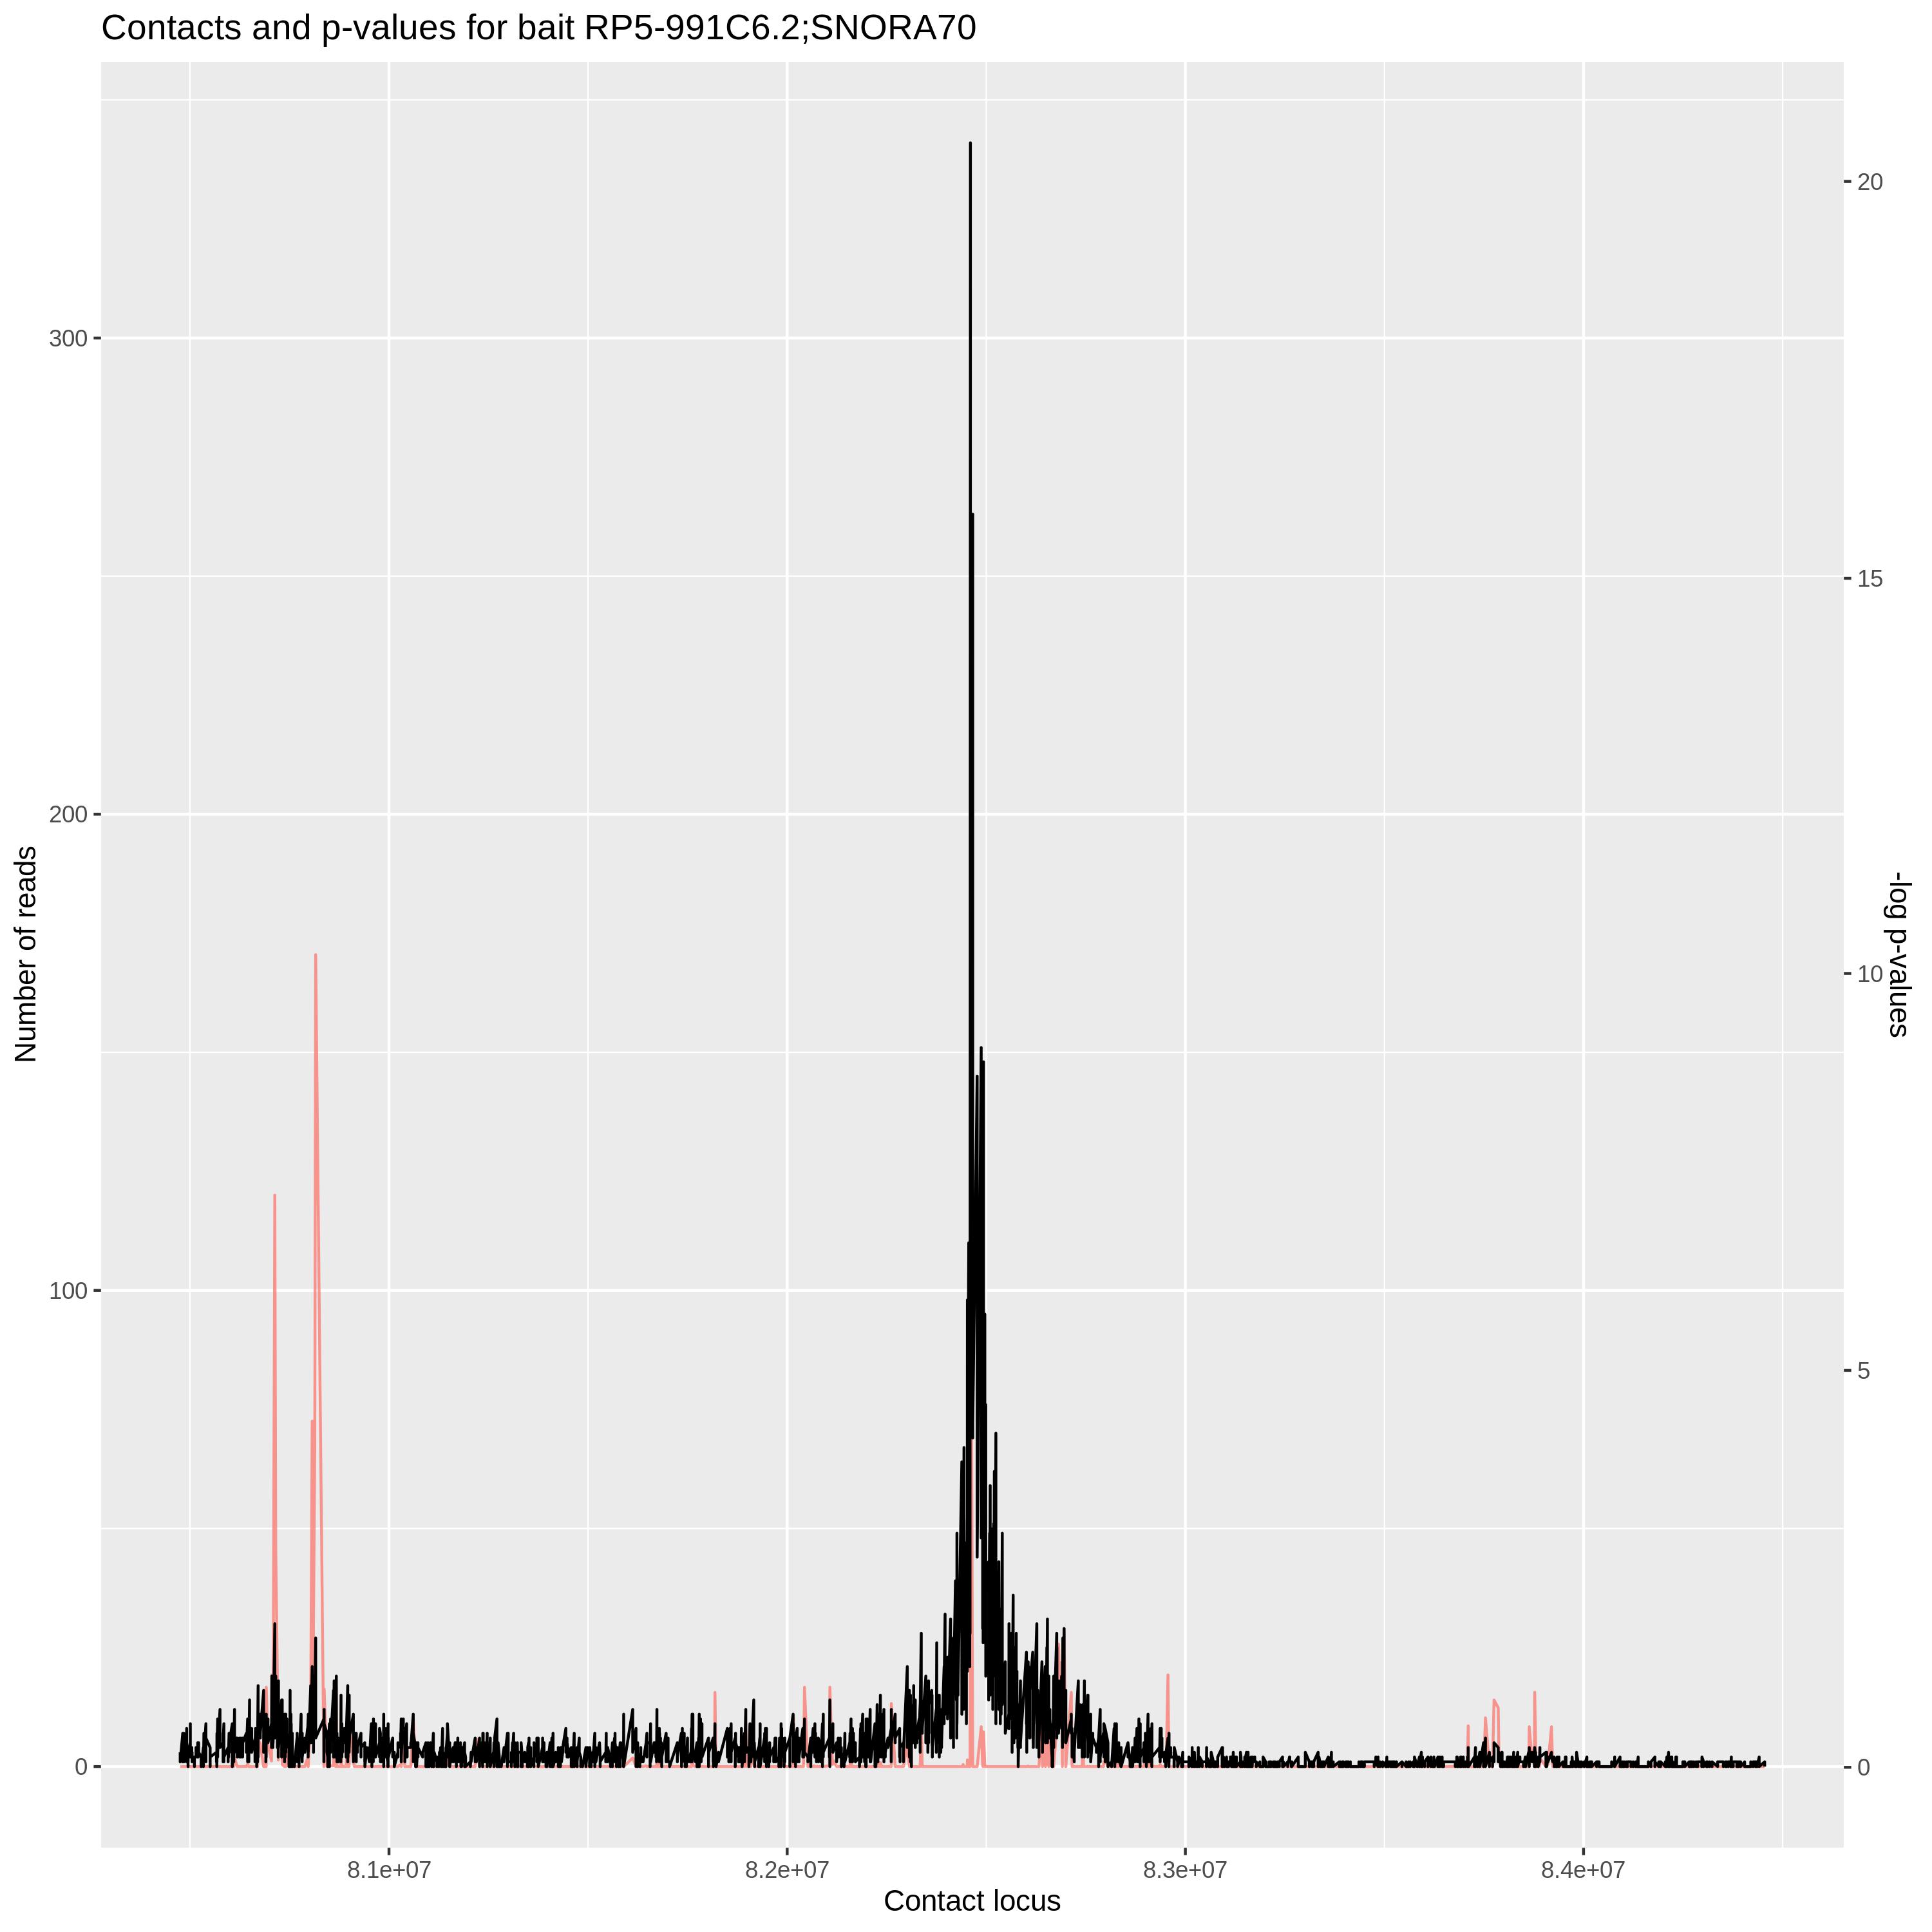 Contacts and p-values for bait RP5-991C6.2;SNORA70
300
200
100
0
Number of reads
20
15
10
5
0
-log p-values
8.1e+07
8.2e+07
8.3e+07
8.4e+07
Contact locus